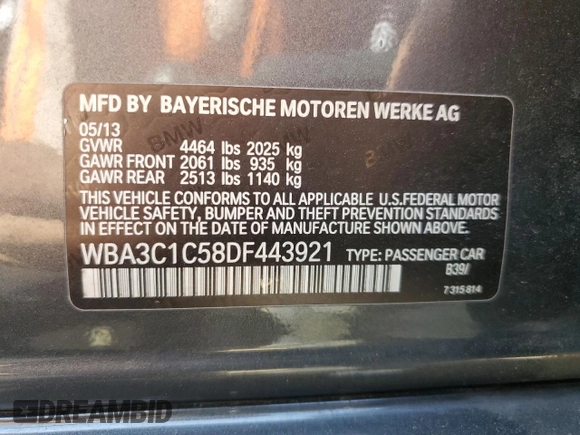 MFD BY BAYERISCHE MOTOREN WERKE AG
05/13
GVWR 4464 lbs 2025 kg
GAWR FRONT 2061 lbs 935 kg
GAWR REAR 2513 lbs 1140 kg
THIS VEHICLE CONFORMS TO ALL APPLICABLE U.S.FEDERAL MOTOR
VEHICLE SAFETY, BUMPER AND THEFT PREVENTION STANDARDS
IN EFFECT ON THE DATE OF MANUFACTURE SHOWN ABOVE.
WBA3C1C58DF443921 TYPE: PASSENGER CAR
B39/
7 315 814
BMW
DREAMBID